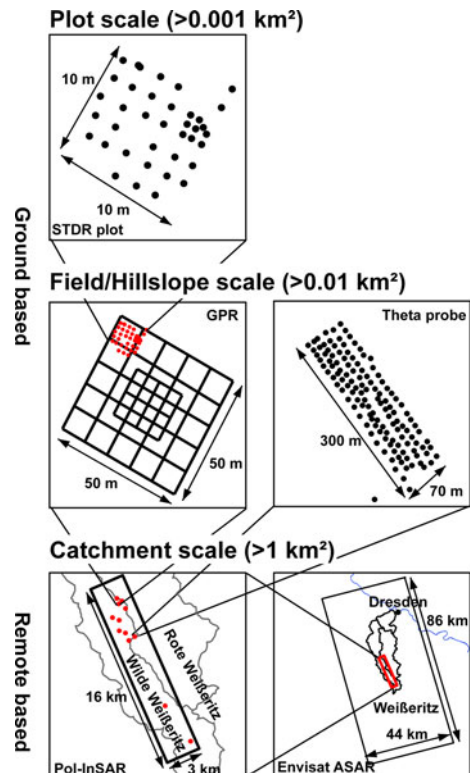 Plot scale (>0.001 km²)
10 m
10 m
STDR plot
Ground based
Field/Hillslope scale (>0.01 km²)
GPR
50 m
50 m
Theta probe
300 m
70 m
Catchment scale (>1 km²)
Remote based
Rote Weißeritz
Wilde Weißeritz
16 km
3 km
Pol-InSAR
Dresden
86 km
Weißeritz
44 km
Envisat ASAR